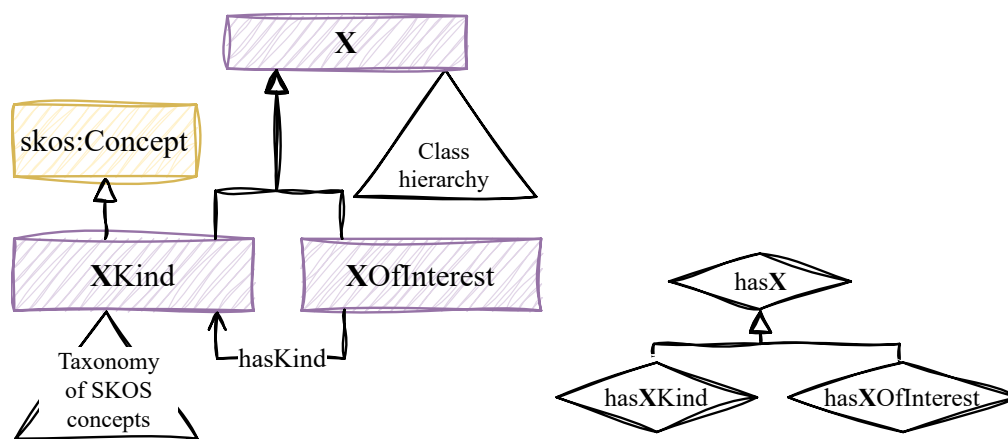 X
skos:Concept
Class
hierarchy
XKind
XOfInterest
hasKind
Taxonomy
of SKOS
concepts
hasX
hasXKind
hasXOfInterest